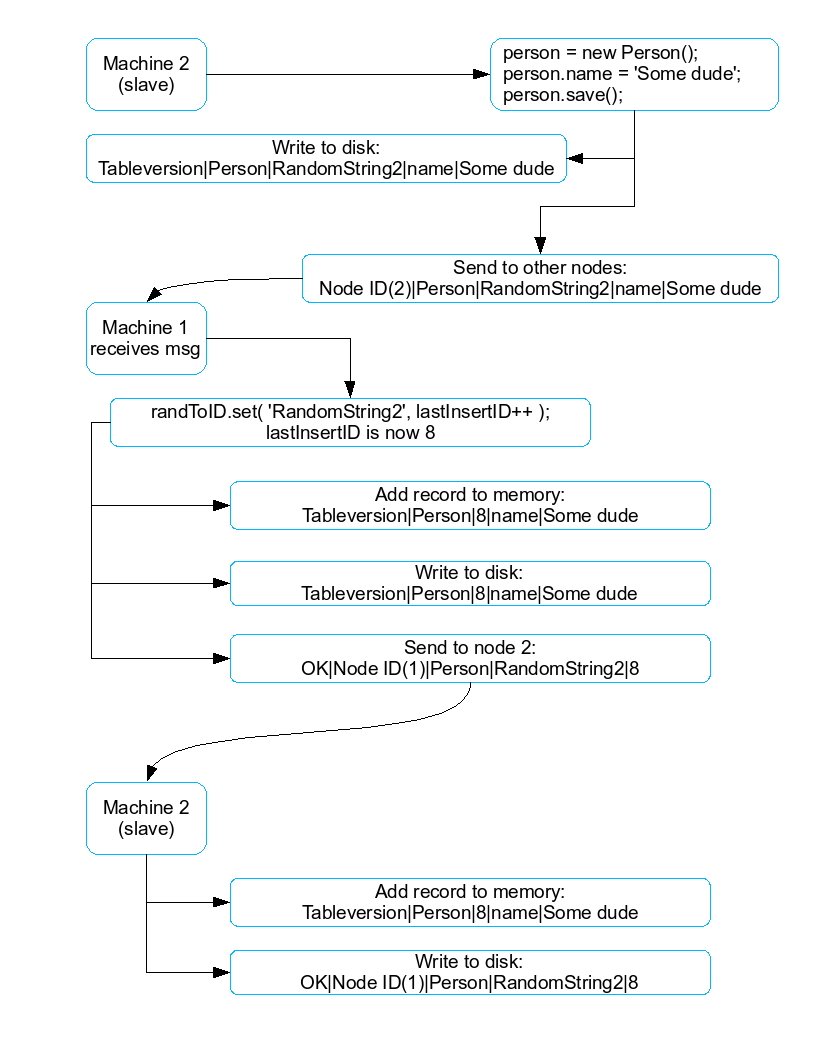 Machine 2
(slave)
person = new Person();
person.name = 'Some dude';
person.save();
Write to disk:
Tableversion|Person|RandomString2|name|Some dude
Send to other nodes:
Node ID(2)|Person|RandomString2|name|Some dude
Machine 1
receives msg
randToID.set( 'RandomString2', lastInsertID++ );
lastInsertID is now 8
Add record to memory:
Tableversion|Person|8|name|Some dude
Write to disk:
Tableversion|Person|8|name|Some dude
Send to node 2:
OK|Node ID(1)|Person|RandomString2|8
Machine 2
(slave)
Add record to memory:
Tableversion|Person|8|name|Some dude
Write to disk:
OK|Node ID(1)|Person|RandomString2|8